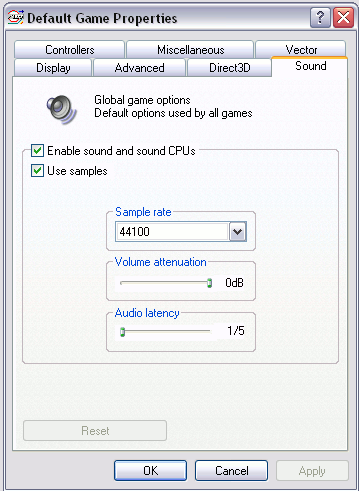 Default Game Properties
Controllers
Miscellaneous
Vector
Display
Advanced
Direct3D
Sound
Global game options
Default options used by all games
Enable sound and sound CPUs
Use samples
Sample rate
44100
Volume attenuation
0dB
Audio latency
1/5
Reset
OK
Cancel
Apply